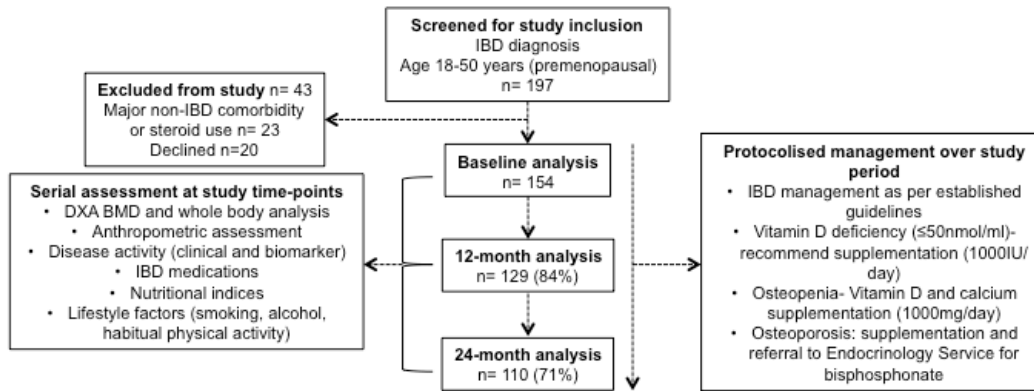 Screened for study inclusion
IBD diagnosis
Age 18-50 years (premenopausal)
n= 197
Excluded from study n= 43
Major non-IBD comorbidity
or steroid use n= 23
Declined n=20
Baseline analysis
n= 154
Serial assessment at study time-points
• DXA BMD and whole body analysis
• Anthropometric assessment
• Disease activity (clinical and biomarker)
• IBD medications
• Nutritional indices
• Lifestyle factors (smoking, alcohol,
habitual physical activity)
12-month analysis
n= 129 (84%)
24-month analysis
n= 110 (71%)
Protocolised management over study
period
• IBD management as per established
guidelines
• Vitamin D deficiency (≤50nmol/ml)-
recommend supplementation (1000IU/
day)
• Osteopenia- Vitamin D and calcium
supplementation (1000mg/day)
• Osteoporosis: supplementation and
referral to Endocrinology Service for
bisphosphonate